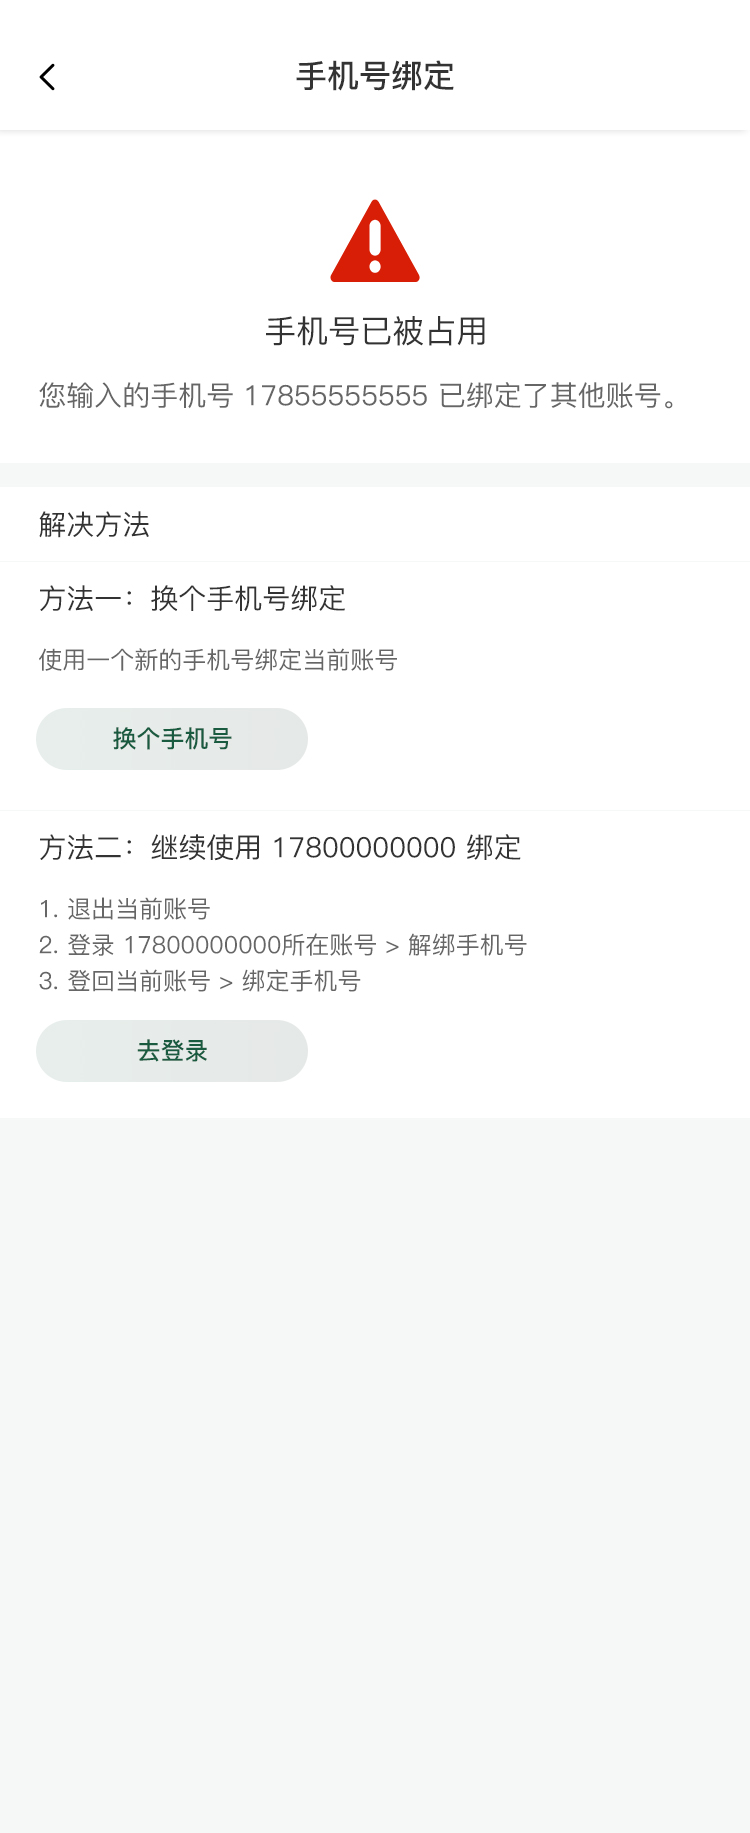 手机号绑定
手机号已被占用
您输入的手机号 17855555555 已绑定了其他账号。
解决方法
方法一：换个手机号绑定
使用一个新的手机号绑定当前账号
换个手机号
方法二：继续使用 17800000000 绑定
1. 退出当前账号
2. 登录 17800000000所在账号 > 解绑手机号
3. 登回当前账号 > 绑定手机号
去登录